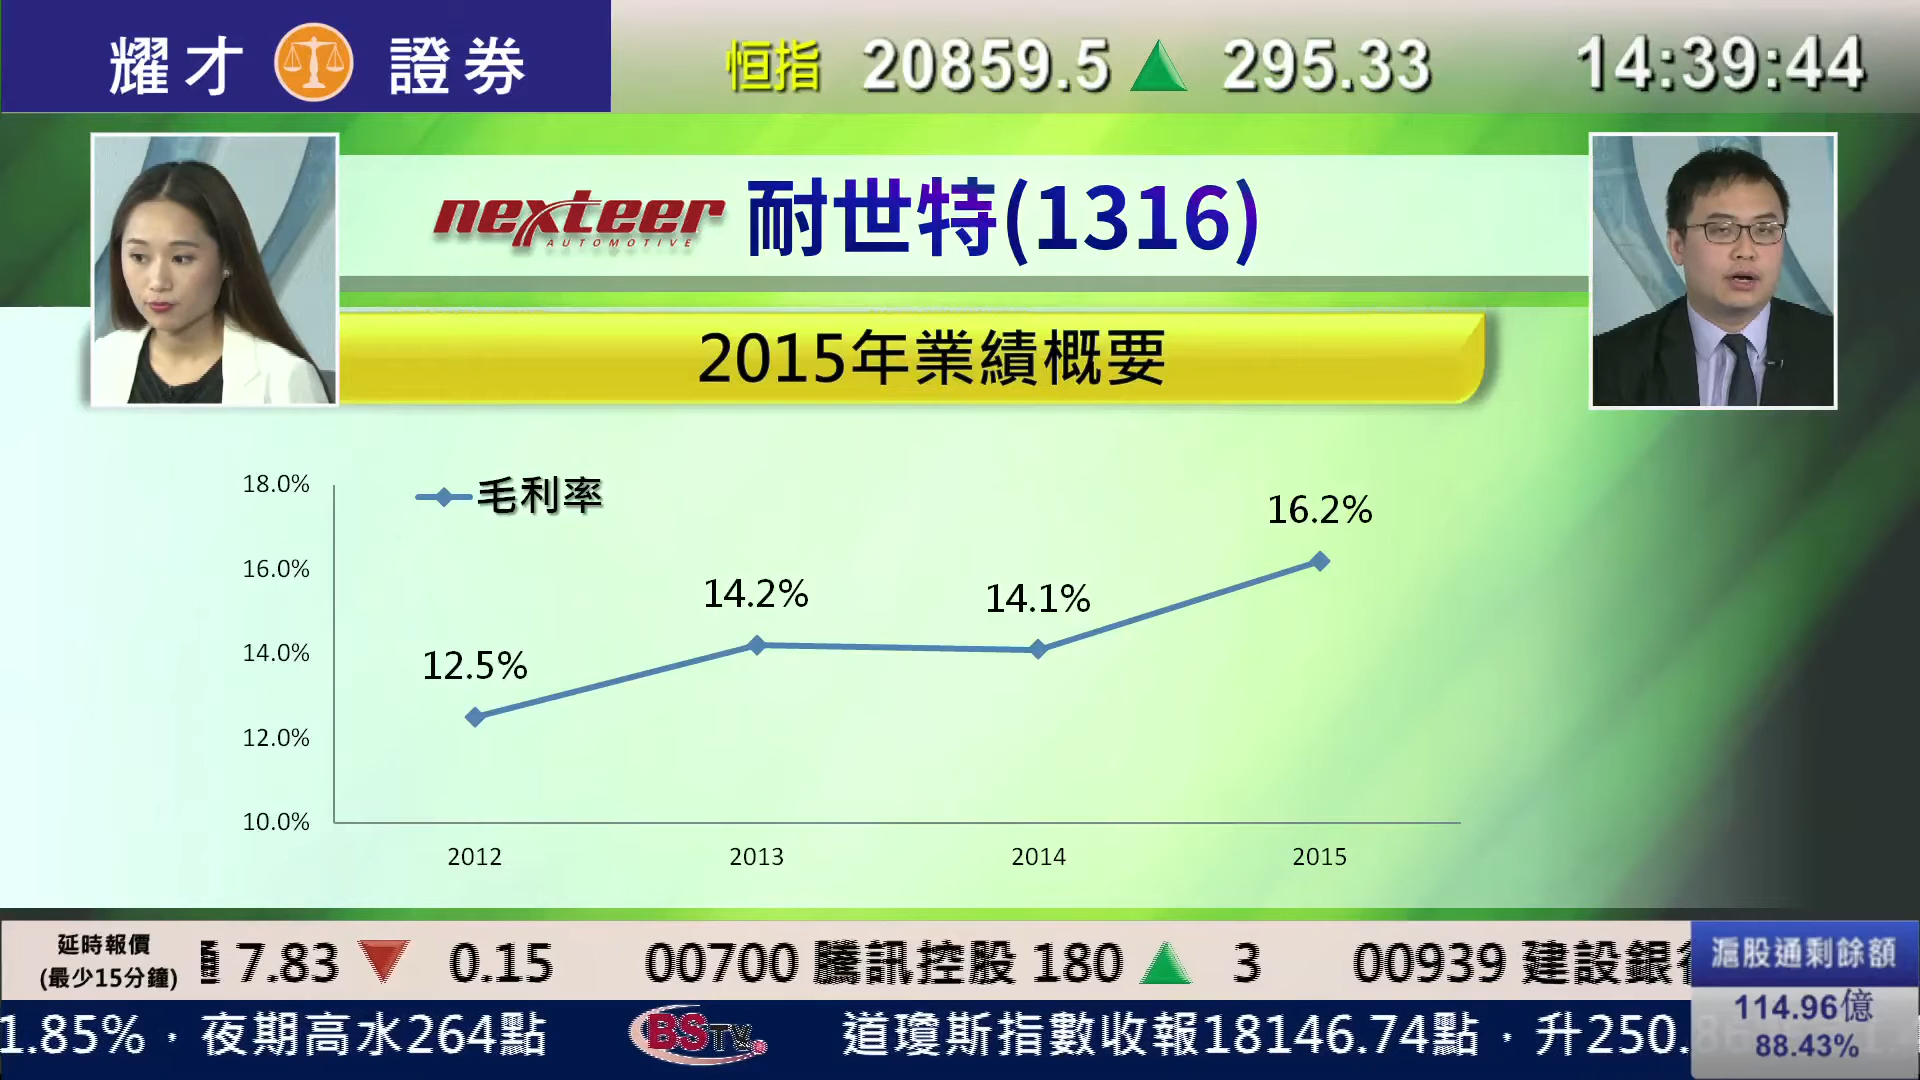 耀才 證券
恒指 20859.5 295.33 14:39:44
nexteer 耐世特(1316)
AUTOMOTIVE
2015年業績概要
毛利率
18.0%
16.0%
14.0%
12.0%
10.0%
12.5%
14.2%
14.1%
16.2%
2012 2013 2014 2015
延時報價
(最少15分鐘)
7.83 0.15 00700 騰訊控股 180 3 00939 建設銀
滬股通剩餘額
114.96億
88.43%
1.85%，夜期高水264點 BSTV 道瓊斯指數收報18146.74點，升250.